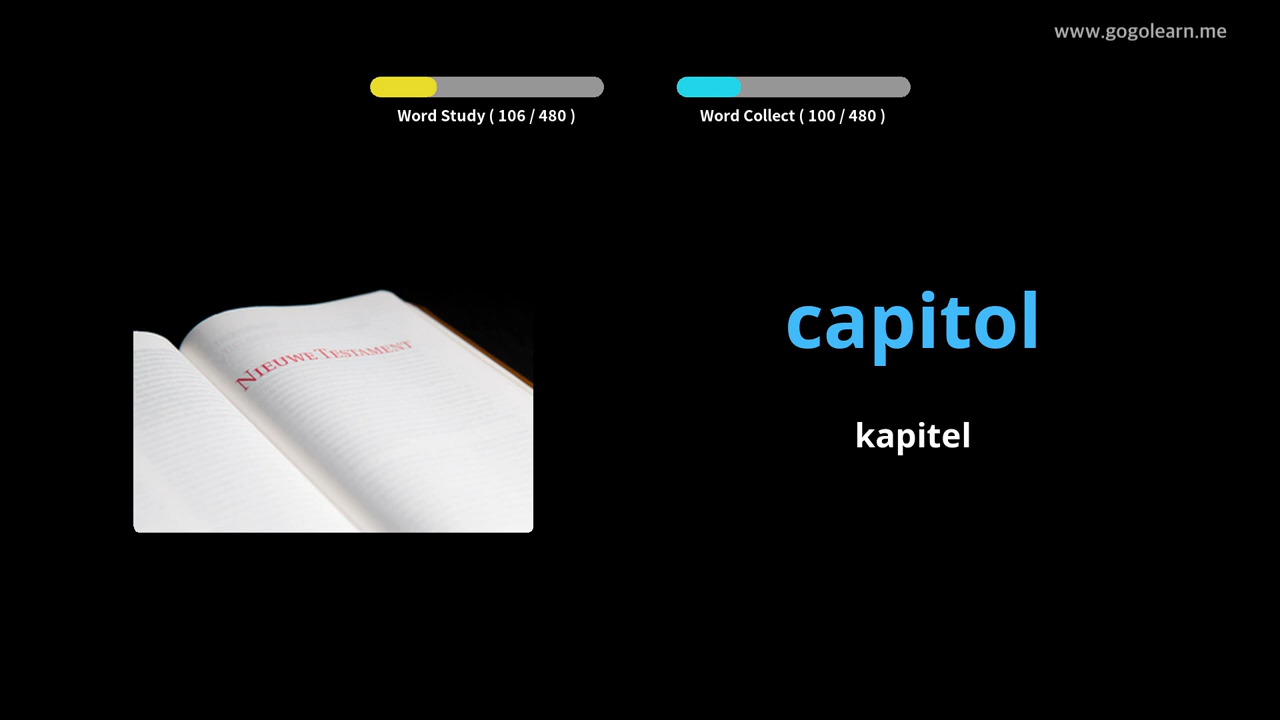 www.gogolearn.me
Word Study ( 106 / 480 )
Word Collect ( 100 / 480 )
NIEUWE TESTAMENT
capitol
kapitel